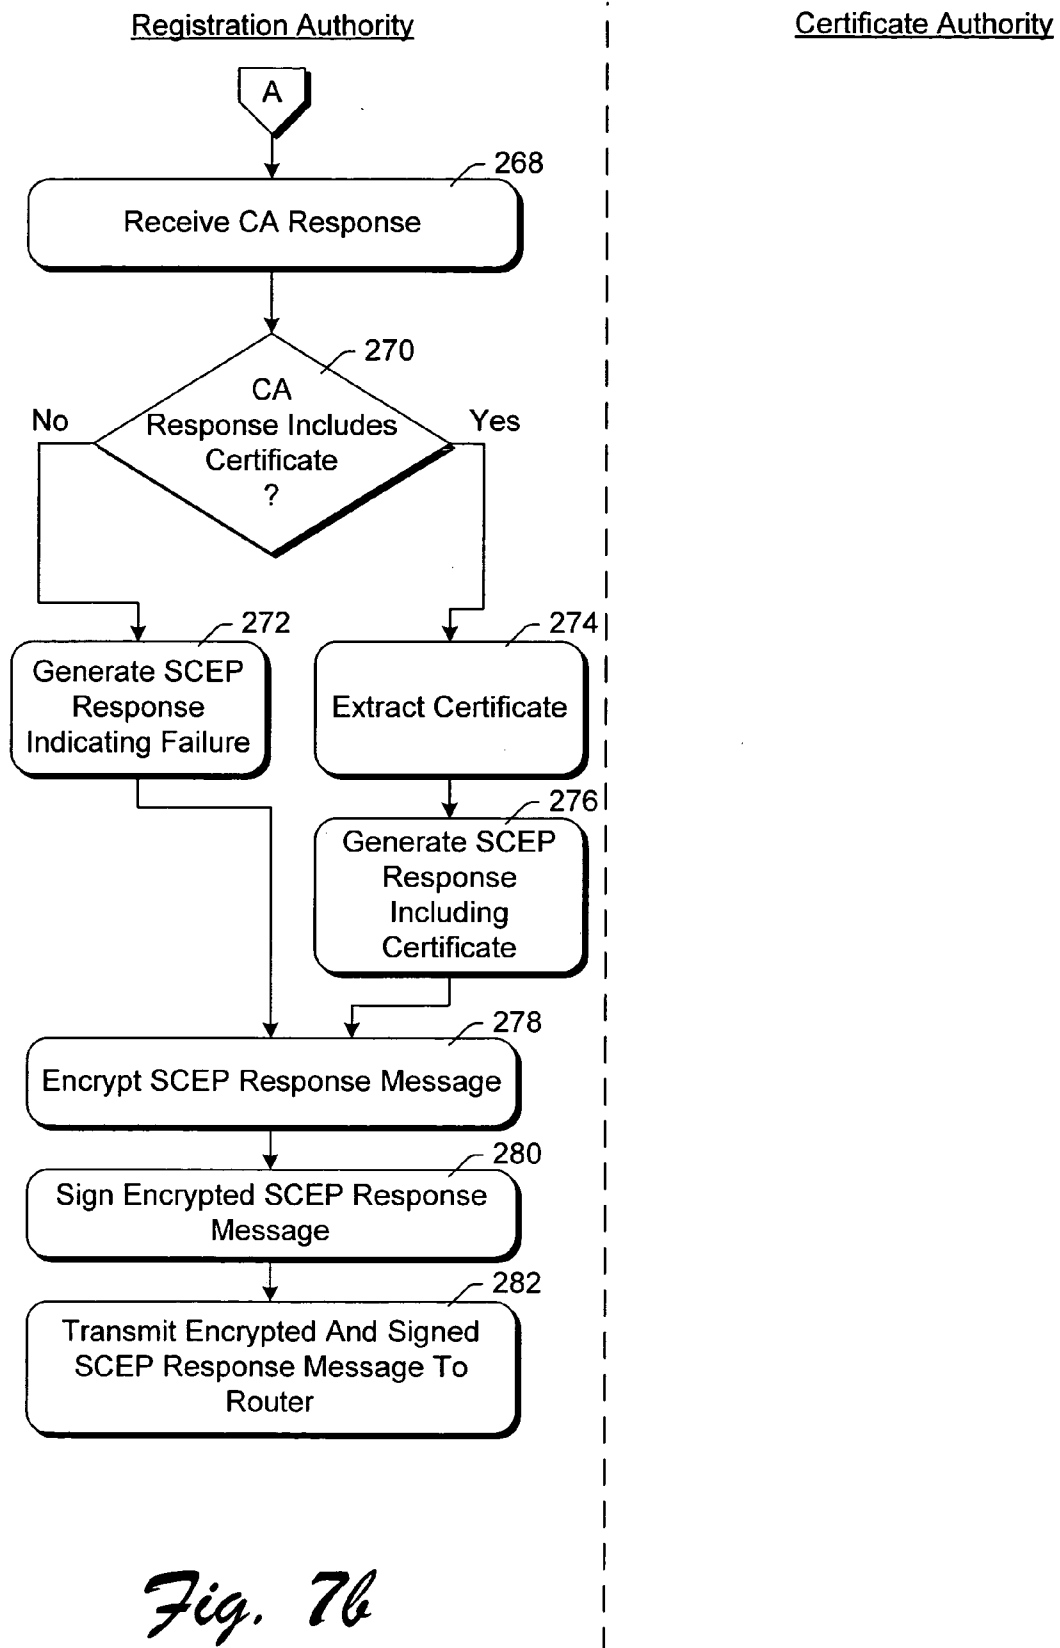 Registration Authority
Certificate Authority
A
268
Receive CA Response
270
CA
Response Includes
Certificate
?
No
Yes
272
Generate SCEP
Response
Indicating Failure
274
Extract Certificate
276
Generate SCEP
Response
Including
Certificate
278
Encrypt SCEP Response Message
280
Sign Encrypted SCEP Response
Message
282
Transmit Encrypted And Signed
SCEP Response Message To
Router
Fig. 7b